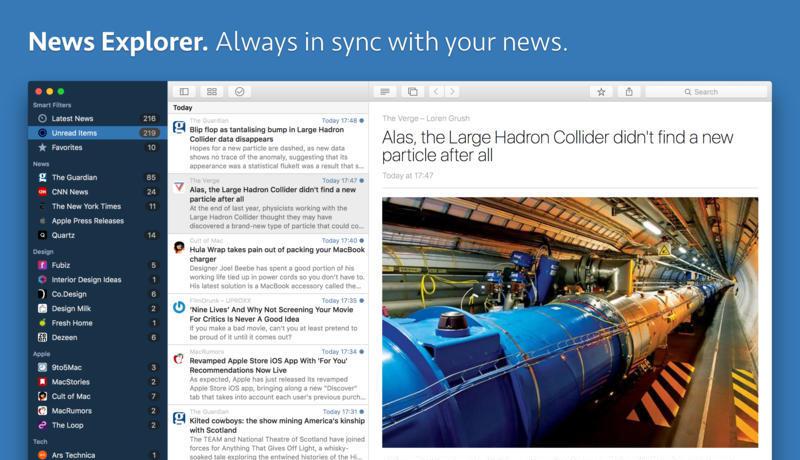 News Explorer. Always in sync with your news.
Smart Filters
Latest News 216
Unread Items 219
Favorites 10
News
The Guardian 85
CNN News 24
The New York Times 11
Apple Press Releases
Quartz 14
Design
Fubiz 5
Interior Design Ideas 1
Co.Design 6
Design Milk 2
Fresh Home 1
Dezeen 6
Apple
9to5Mac 3
MacStories 2
Cult of Mac 7
MacRumors 2
The Loop 2
Tech
Ars Technica 1
Today
The Guardian Today 17:48
Blip flop as tantalising bump in Large Hadron
Collider data disappears
Hopes for a new particle are dashed, as new data
shows no trace of the anomaly, suggesting that its
appearance was a statistical flukeIt was a result that s...
The Verge Today 17:47
Alas, the Large Hadron Collider didn't find a new
particle after all
At the end of last year, physicists working with the
Large Hadron Collider thought they may have
discovered a brand-new type of particle that could co...
Cult of Mac Today 17:40
Hula Wrap takes pain out of packing your MacBook
charger
Designer Joel Beebe has spent a good portion of his
working life tied up in power cords so you don't have to.
His latest solution is a MacBook accessory called the...
FilmDrunk – UPROXX Today 17:35
'Nine Lives' And Why Not Screening Your Movie
For Critics Is Never A Good Idea
If you make a bad movie, can't you at least pretend to
be proud of it until it comes out?
MacRumors Today 17:34
Revamped Apple Store iOS App With 'For You'
Recommendations Now Live
As expected, Apple has just released its revamped
Apple Store iOS app, bringing along a new "Discover"
tab that takes into account each user's previous purch...
The Guardian Today 17:31
Kilted cowboys: the show mining America's kinship
with Scotland
The TEAM and National Theatre of Scotland have joined
forces for Anything That Gives Off Light, a whisky-
soaked tale exploring the entwined histories of the Hi...
Search
The Verge – Loren Grush
Alas, the Large Hadron Collider didn't find a new
particle after all
Today at 17:47